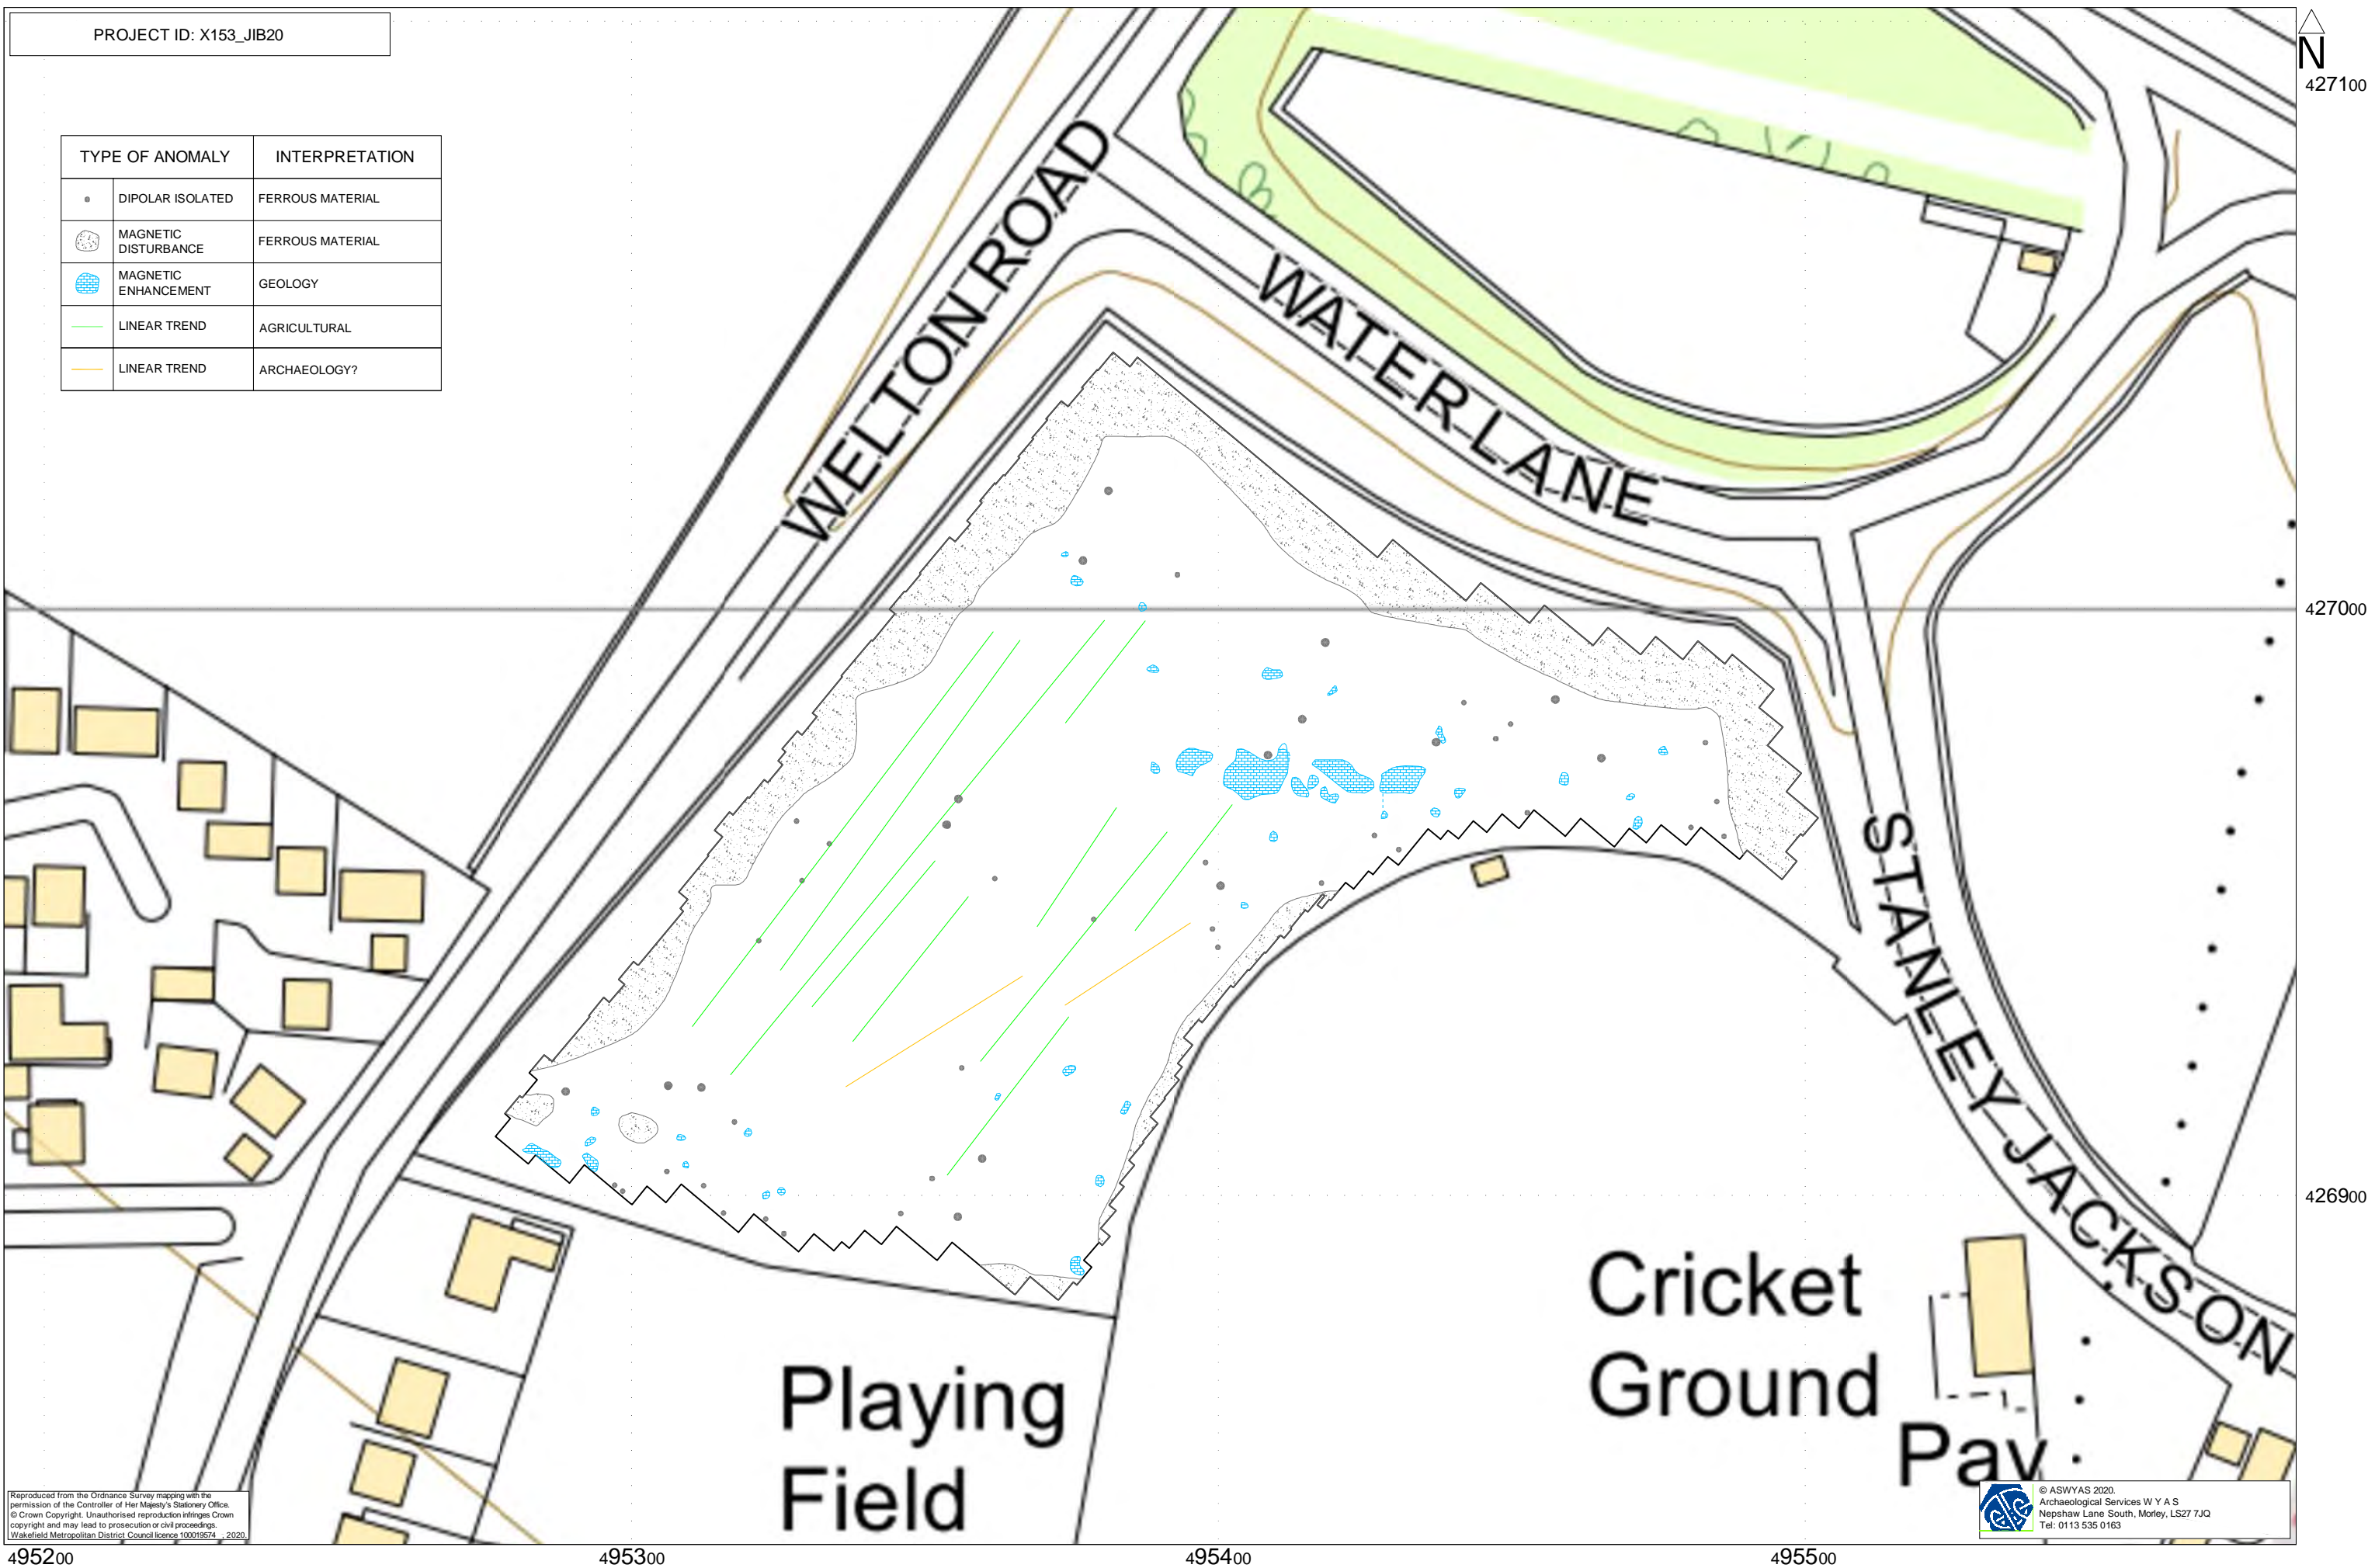 PROJECT ID: X153_JIB20
N
427100
TYPE OF ANOMALY INTERPRETATION
DIPOLAR ISOLATED FERROUS MATERIAL
MAGNETIC
DISTURBANCE
FERROUS MATERIAL
MAGNETIC
ENHANCEMENT
GEOLOGY
LINEAR TREND AGRICULTURAL
LINEAR TREND ARCHAEOLOGY?
WELTON ROAD
WATER LANE
427000
STANLEY JACKSON
426900
Cricket
Ground
Playing
Field
Pav
Reproduced from the Ordnance Survey mapping with the
permission of the Controller of Her Majesty's Stationery Office.
© Crown Copyright. Unauthorised reproduction infringes Crown
copyright and may lead to prosecution or civil proceedings.
Wakefield Metropolitan District Council licence 100019574 , 2020.
© ASWYAS 2020.
Archaeological Services W Y A S
Nepshaw Lane South, Morley, LS27 7JQ
Tel: 0113 535 0163
495200 495300 495400 495500